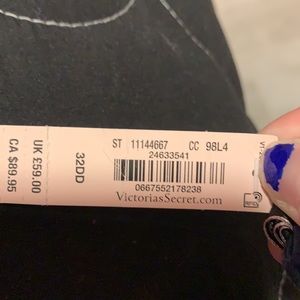 ST 11144667 CC 98L4
24633541
0667552178238
VictoriasSecret.com
32DD
UK £59.00
CA $89.95